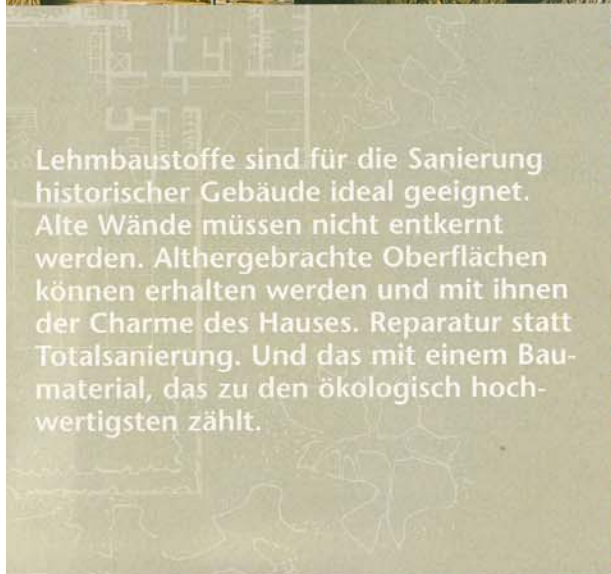 Lehmbaustoffe sind für die Sanierung
historischer Gebäude ideal geeignet.
Alte Wände müssen nicht entkernt
werden. Althergebrachte Oberflächen
können erhalten werden und mit ihnen
der Charme des Hauses. Reparatur statt
Totalsanierung. Und das mit einem Bau-
material, das zu den ökologisch hoch-
wertigsten zählt.